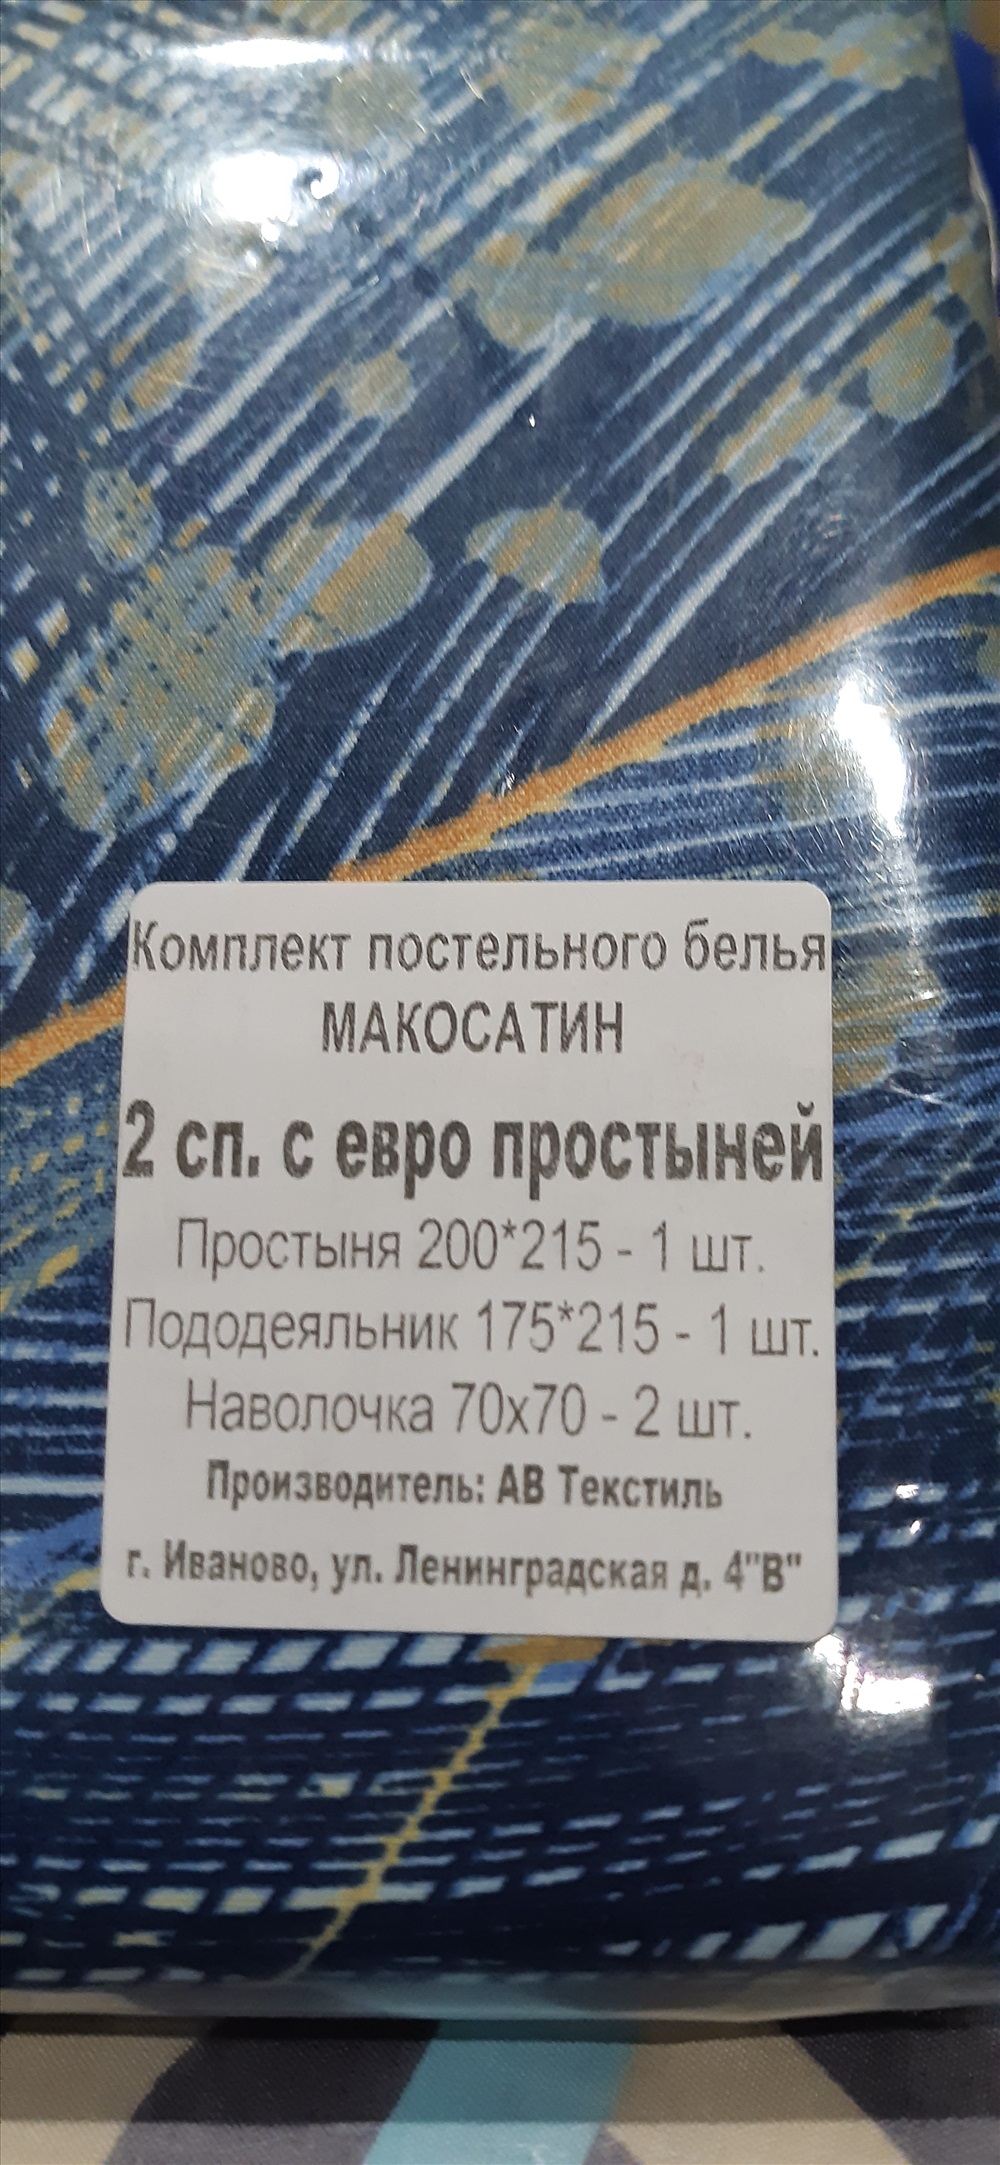 Комплект постельного белья
МАКОСАТИН
2 сп. с евро простыней
Простыня 200*215 - 1 шт.
Пододеяльник 175*215 - 1 шт.
Наволочка 70х70 - 2 шт.
Производитель: АВ Текстиль
г. Иваново, ул. Ленинградская д. 4"В"